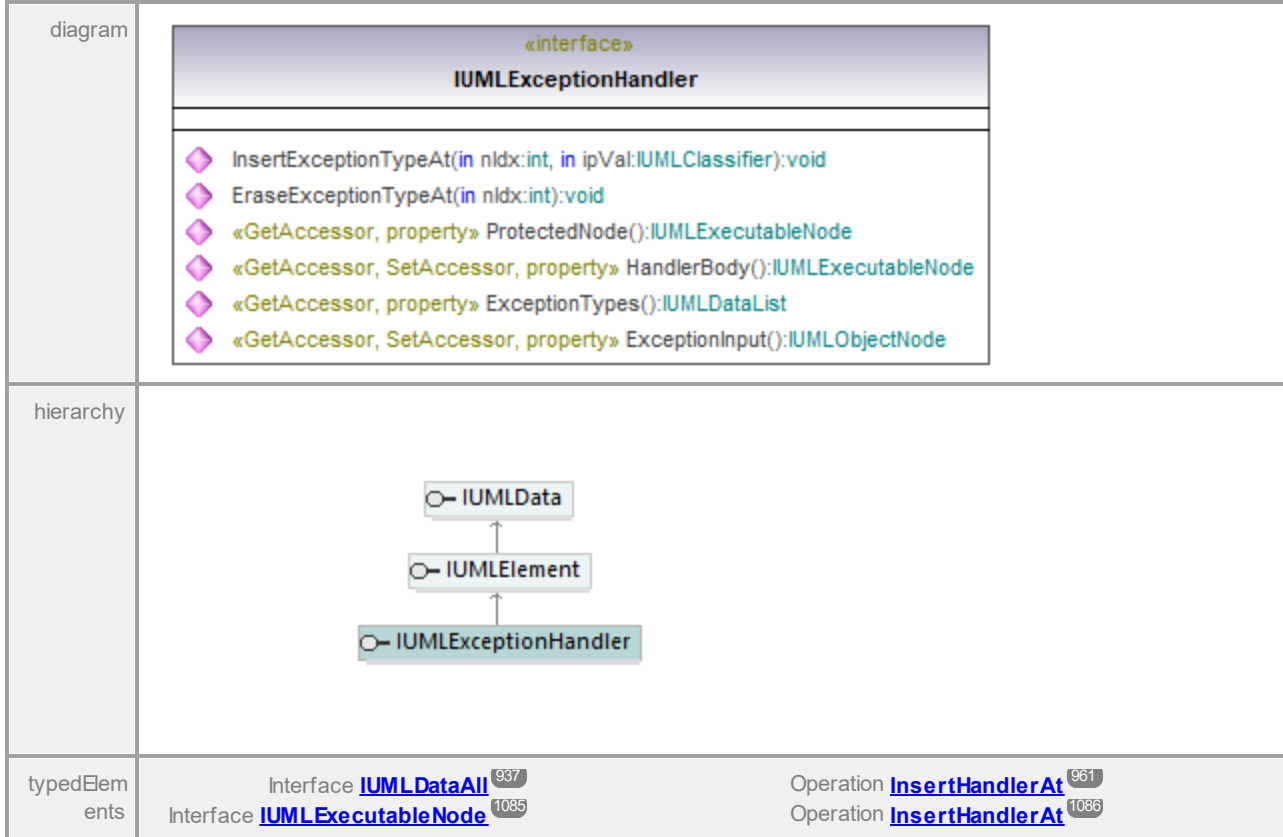 diagram
«interface»
IUMLExceptionHandler
InsertExceptionTypeAt(in nIdx:int, in ipVal:IUMLClassifier):void
EraseExceptionTypeAt(in nIdx:int):void
«GetAccessor, property» ProtectedNode():IUMLExecutableNode
«GetAccessor, SetAccessor, property» HandlerBody():IUMLExecutableNode
«GetAccessor, property» ExceptionTypes():IUMLDataList
«GetAccessor, SetAccessor, property» ExceptionInput():IUMLObjectNode
hierarchy
IUMLData
IUMLElement
IUMLExceptionHandler
typedElem
ents
Interface IUMLDataAll 937
Operation InsertHandlerAt 961
Interface IUMLExecutableNode 1085
Operation InsertHandlerAt 1086